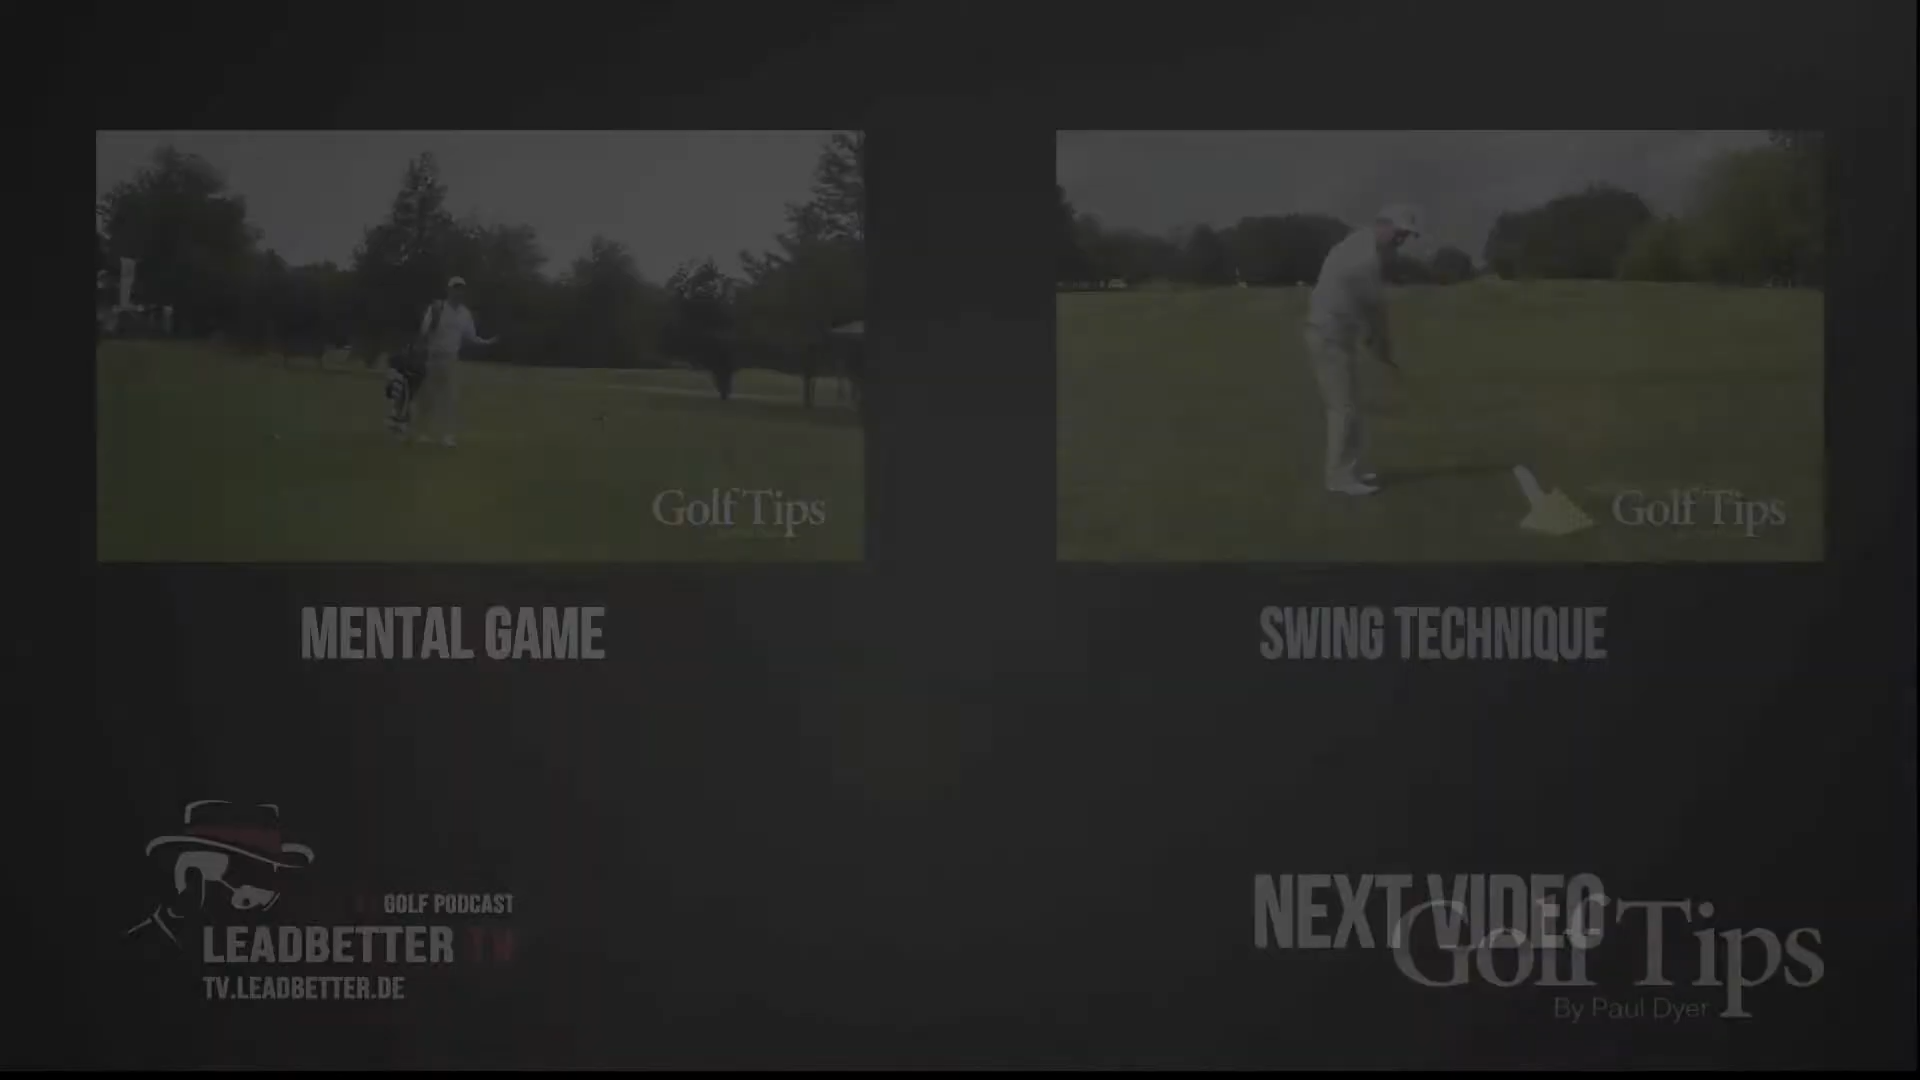 Golf Tips
Golf Tips
MENTAL GAME
SWING TECHNIQUE
GOLF PODCAST
LEADBETTER TV
TV.LEADBETTER.DE
NEXT VIDEO
Golf Tips
By Paul Dyer